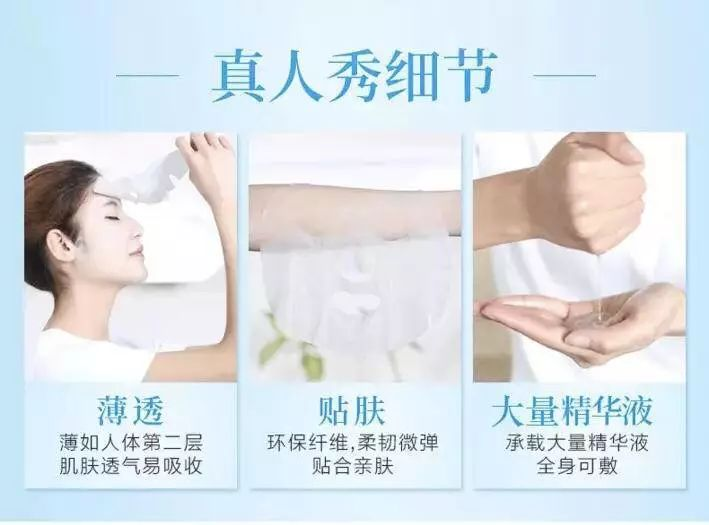 真人秀细节
薄透
薄如人体第二层
肌肤透气易吸收
贴肤
环保纤维,柔韧微弹
贴合亲肤
大量精华液
承载大量精华液
全身可敷